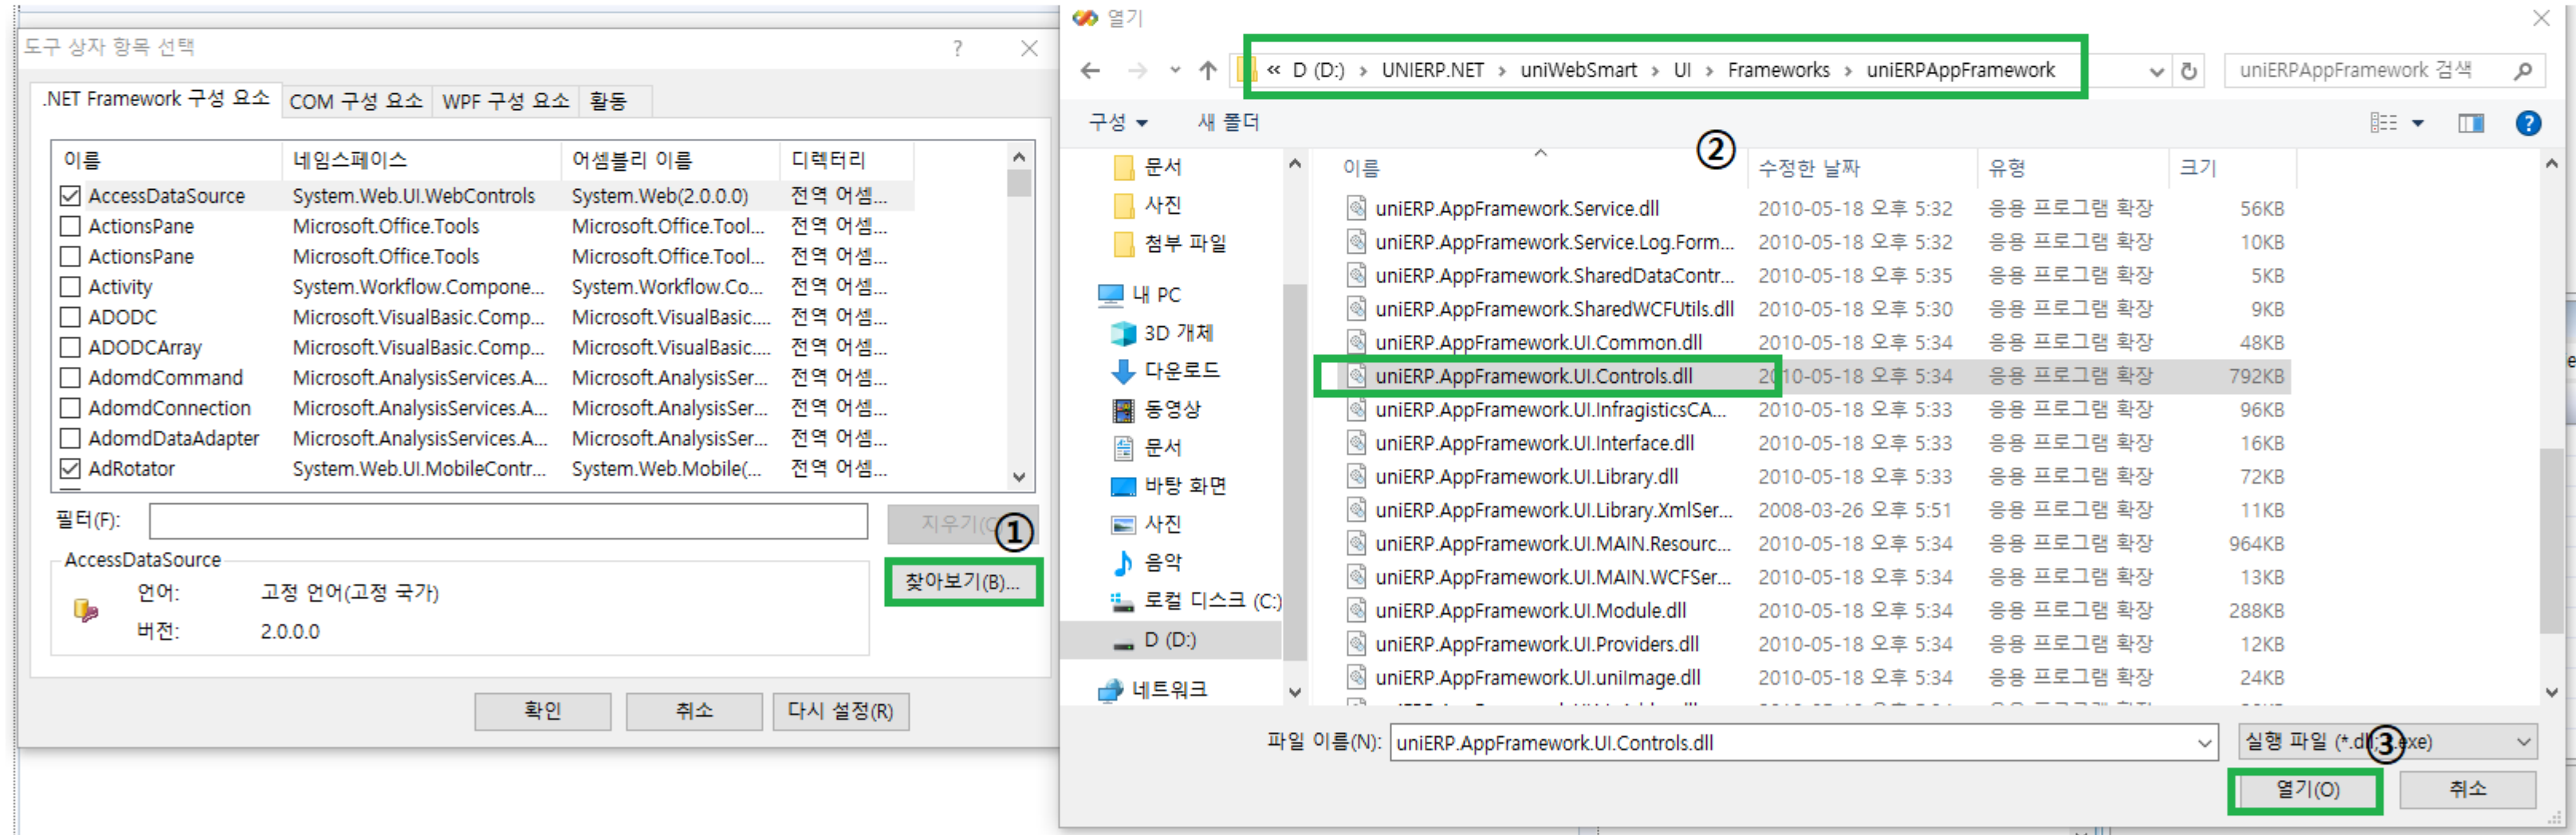 도구 상자 항목 선택
.NET Framework 구성 요소 COM 구성 요소 WPF 구성 요소 활동
이름 네임스페이스 어셈블리 이름 디렉터리
AccessDataSource System.Web.UI.WebControls System.Web(2.0.0.0) 전역 어셈...
ActionsPane Microsoft.Office.Tools Microsoft.Office.Tool... 전역 어셈...
ActionsPane Microsoft.Office.Tools Microsoft.Office.Tool... 전역 어셈...
Activity System.Workflow.Compone... System.Workflow.Co... 전역 어셈...
ADODC Microsoft.VisualBasic.Comp... Microsoft.VisualBasic.... 전역 어셈...
ADODCArray Microsoft.VisualBasic.Comp... Microsoft.VisualBasic.... 전역 어셈...
AdomdCommand Microsoft.AnalysisServices.A... Microsoft.AnalysisSer... 전역 어셈...
AdomdConnection Microsoft.AnalysisServices.A... Microsoft.AnalysisSer... 전역 어셈...
AdomdDataAdapter Microsoft.AnalysisServices.A... Microsoft.AnalysisSer... 전역 어셈...
AdRotator System.Web.UI.MobileContr... System.Web.Mobile(... 전역 어셈...
필터(F): 지우기(C
①
AccessDataSource
찾아보기(B)...
언어: 고정 언어(고정 국가)
버전: 2.0.0.0
확인 취소 다시 설정(R)
열기
« D (D:) › UNIERP.NET › uniWebSmart › UI › Frameworks › uniERPAppFramework
uniERPAppFramework 검색
구성 새 폴더
②
문서
사진
첨부 파일
내 PC
3D 개체
다운로드
동영상
문서
바탕 화면
사진
음악
로컬 디스크 (C:)
D (D:)
네트워크
이름 수정한 날짜 유형 크기
uniERP.AppFramework.Service.dll 2010-05-18 오후 5:32 응용 프로그램 확장 56KB
uniERP.AppFramework.Service.Log.Form... 2010-05-18 오후 5:32 응용 프로그램 확장 10KB
uniERP.AppFramework.SharedDataContr... 2010-05-18 오후 5:35 응용 프로그램 확장 5KB
uniERP.AppFramework.SharedWCFUtils.dll 2010-05-18 오후 5:30 응용 프로그램 확장 9KB
uniERP.AppFramework.UI.Common.dll 2010-05-18 오후 5:34 응용 프로그램 확장 48KB
uniERP.AppFramework.UI.Controls.dll 2010-05-18 오후 5:34 응용 프로그램 확장 792KB
uniERP.AppFramework.UI.InfragisticsCA... 2010-05-18 오후 5:33 응용 프로그램 확장 96KB
uniERP.AppFramework.UI.Interface.dll 2010-05-18 오후 5:33 응용 프로그램 확장 16KB
uniERP.AppFramework.UI.Library.dll 2010-05-18 오후 5:33 응용 프로그램 확장 72KB
uniERP.AppFramework.UI.Library.XmlSer... 2008-03-26 오후 5:51 응용 프로그램 확장 11KB
uniERP.AppFramework.UI.MAIN.Resourc... 2010-05-18 오후 5:34 응용 프로그램 확장 964KB
uniERP.AppFramework.UI.MAIN.WCFSer... 2010-05-18 오후 5:34 응용 프로그램 확장 13KB
uniERP.AppFramework.UI.Module.dll 2010-05-18 오후 5:34 응용 프로그램 확장 288KB
uniERP.AppFramework.UI.Providers.dll 2010-05-18 오후 5:34 응용 프로그램 확장 12KB
uniERP.AppFramework.UI.uniImage.dll 2010-05-18 오후 5:34 응용 프로그램 확장 24KB
파일 이름(N): uniERP.AppFramework.UI.Controls.dll 실행 파일 (*.dll; .exe)
③
열기(O) 취소